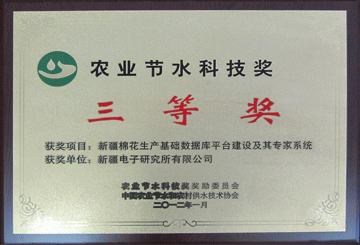 农业节水科技奖
三等奖
获奖项目：新疆棉花生产基础数据库平台建设及其专家系统
获奖单位：新疆电子研究所有限公司
农业节水科技奖奖励委员会
中国农业节水和农村供水技术协会
二〇一二年一月